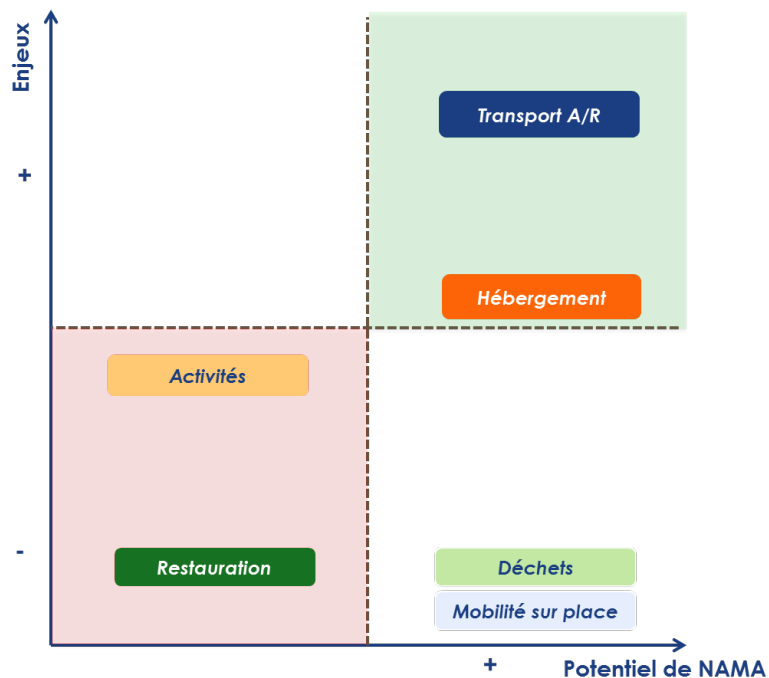 Enjeux
+
Transport A/R
Hébergement
Activités
-
Restauration
Déchets
Mobilité sur place
+
Potentiel de NAMA